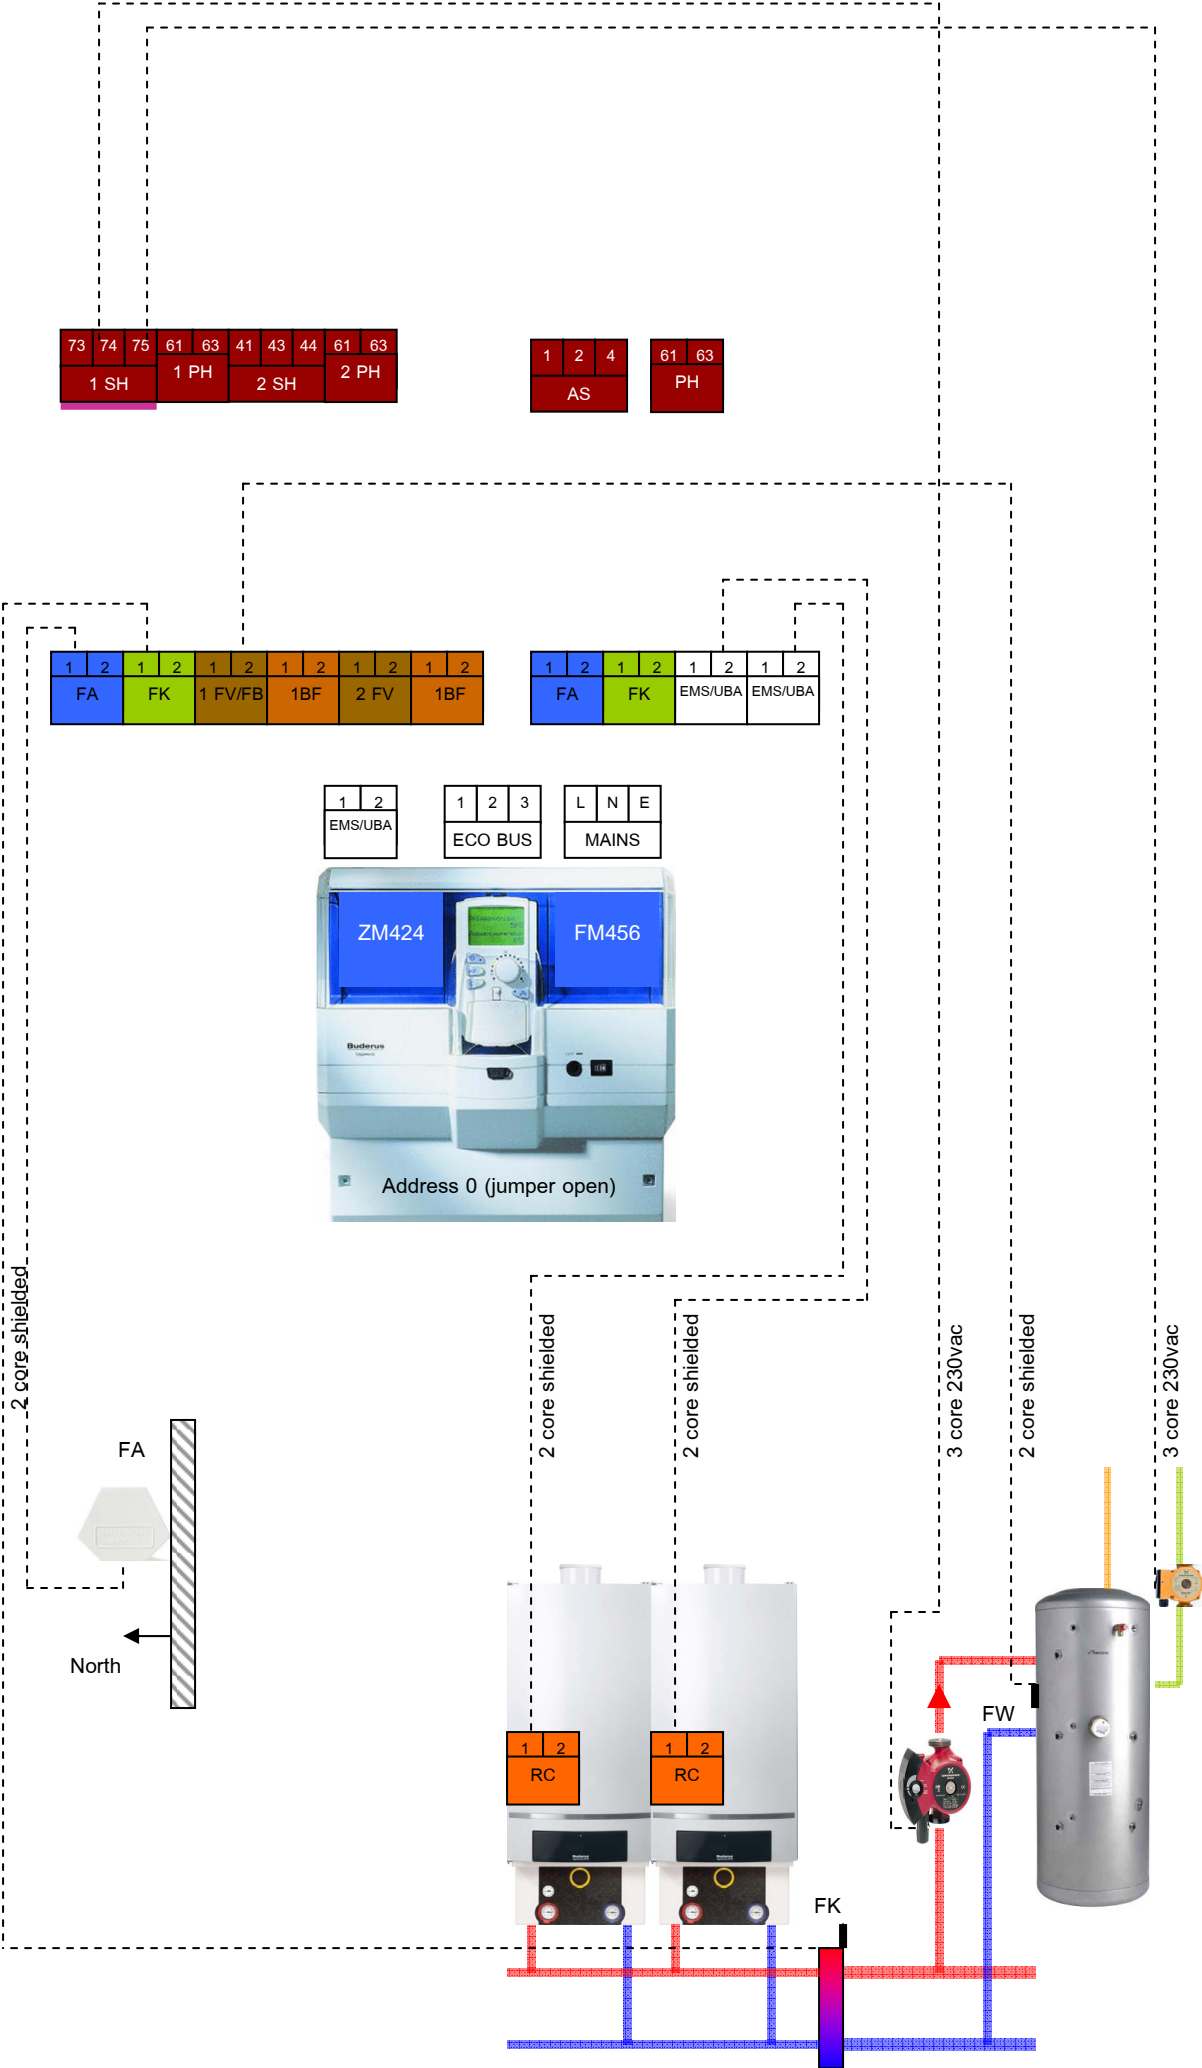 73 74 75 61 63 41 43 44 61 63
1 SH 1 PH 2 SH 2 PH
1 2 4
AS
61 63
PH
1 2 1 2 1 2 1 2 1 2 1 2
FA FK 1 FV/FB 1BF 2 FV 1BF
1 2 1 2 1 2 1 2
FA FK EMS/UBA EMS/UBA
1 2
EMS/UBA
1 2 3
ECO BUS
L N E
MAINS
ZM424
FM456
Buderus
Address 0 (jumper open)
2 core shielded
2 core shielded
2 core shielded
3 core 230vac
2 core shielded
3 core 230vac
FA
North
FW
1 2
RC
1 2
RC
Buderus
Buderus
FK